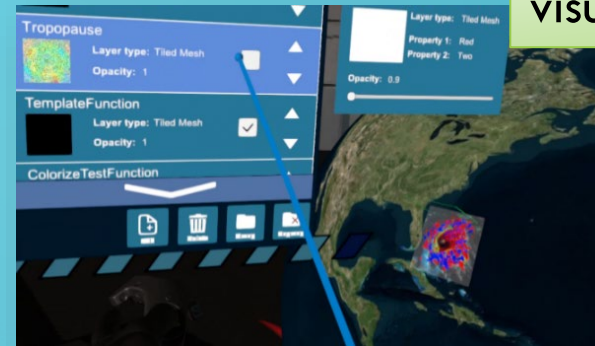 VISU
Tropopause
Layer type: Tiled Mesh
Opacity: 1
TemplateFunction
Layer type: Tiled Mesh
Opacity: 1
ColorizeTestFunction
Layer type: Tiled Mesh
Property 1: Red
Property 2: Two
Opacity: 0.9